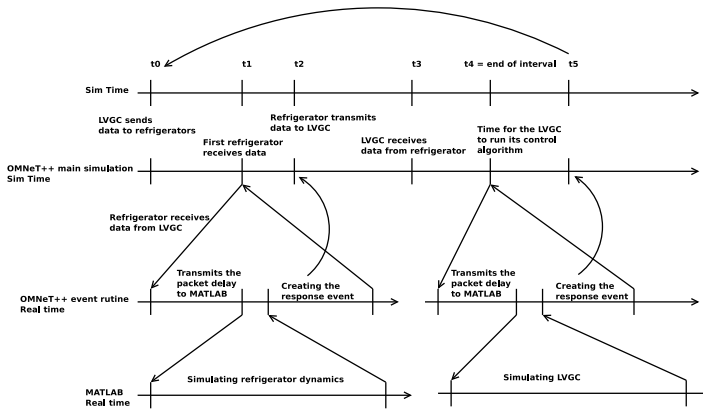 t0
t1
t2
t3
t4 = end of interval
t5
Sim Time
LVGC sends
data to refrigerators
First refrigerator
receives data
Refrigerator transmits
data to LVGC
LVGC receives
data from refrigerator
Time for the LVGC
to run its control
algorithm
OMNeT++ main simulation
Sim Time
Refrigerator receives
data from LVGC
Transmits the
packet delay
to MATLAB
Creating the
response event
Transmits the
packet delay
to MATLAB
Creating the
response event
OMNeT++ event rutine
Real time
Simulating refrigerator dynamics
Simulating LVGC
MATLAB
Real time